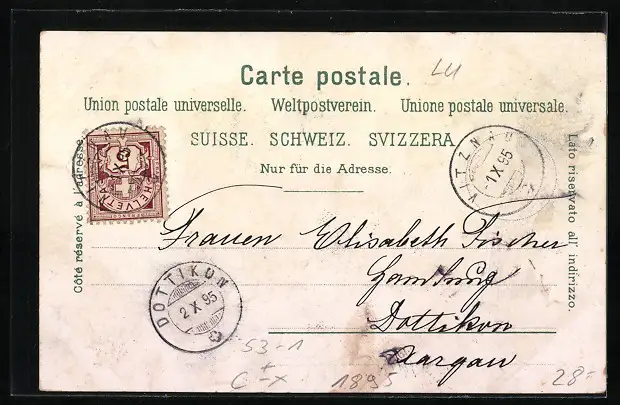 Carte postale.
LU
Union postale universelle. Weltpostverein. Unione postale universale.
SUISSE. SCHWEIZ. SVIZZERA
Nur für die Adresse.
Côté réservé à l'adresse.
Lato riservato all' indirizzo.
HELVETIA
VITZNAU
-1 X 95
Frauen Elisabeth Fischer
Dottikon
Aargau
DOTTIKON
2 X 95
53-1
+
C-X
1895
28-